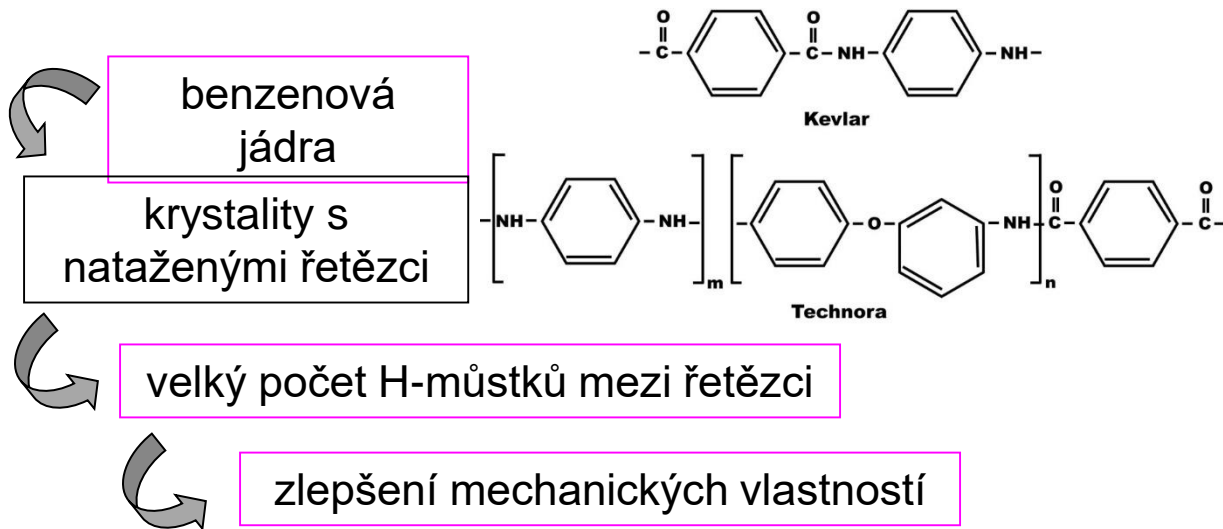 O O
– C – C – NH – – NH –
Kevlar
benzenová
jádra
– NH – – NH – m – O – – NH – n C – – C –
O O
Technora
krystality s
nataženými řetězci
velký počet H-můstků mezi řetězci
zlepšení mechanických vlastností